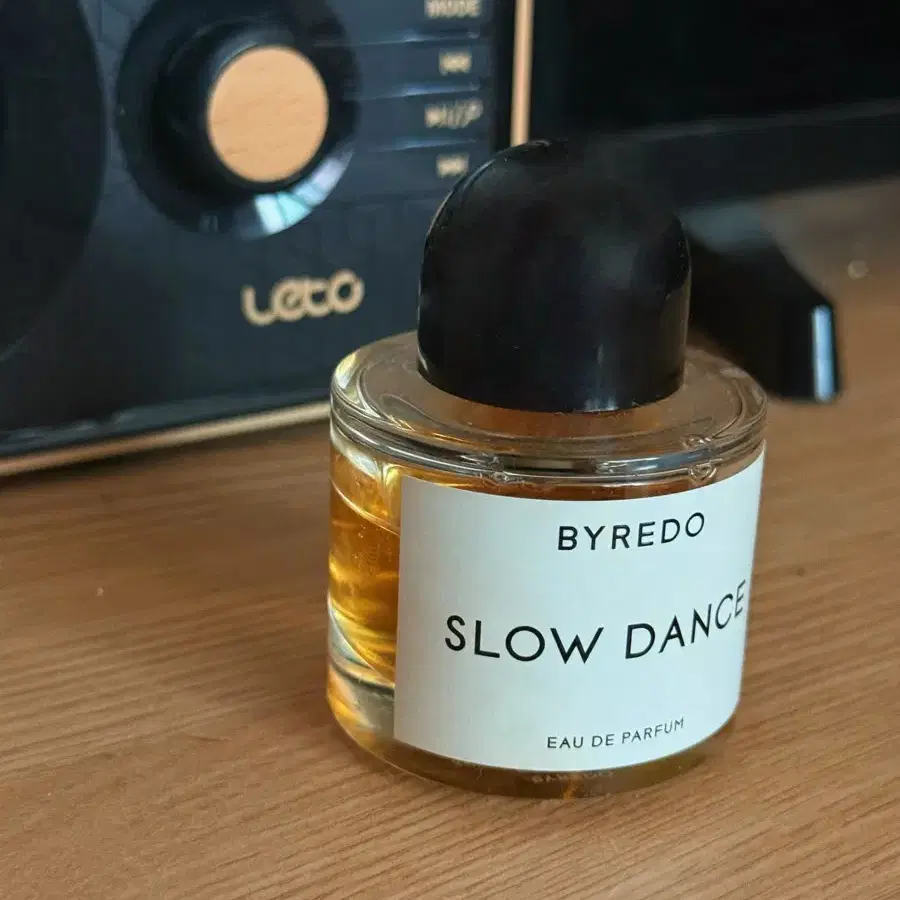 MODE
Leto
BYREDO
SLOW DANCE
EAU DE PARFUM